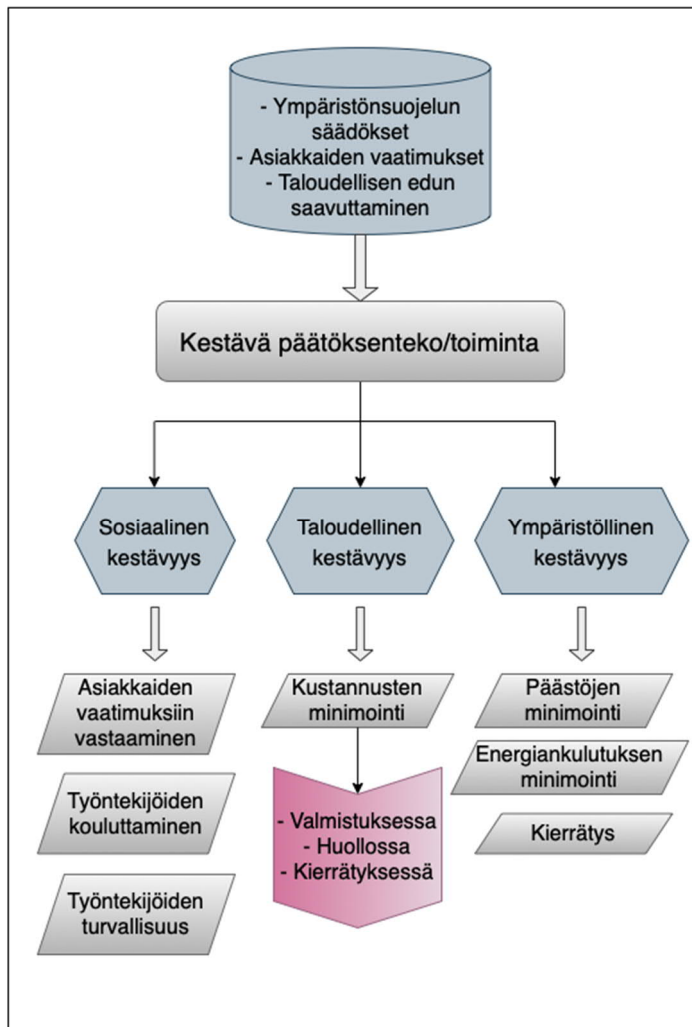 - Ympäristönsuojelun
säädökset
- Asiakkaiden vaatimukset
- Taloudellisen edun
saavuttaminen
Kestävä päätöksenteko/toiminta
Sosiaalinen
kestävyys
Taloudellinen
kestävyys
Ympäristöllinen
kestävyys
Asiakkaiden
vaatimuksiin
vastaaminen
Työntekijöiden
kouluttaminen
Työntekijöiden
turvallisuus
Kustannusten
minimointi
- Valmistuksessa
- Huollossa
- Kierrätyksessä
Päästöjen
minimointi
Energiankulutuksen
minimointi
Kierrätys